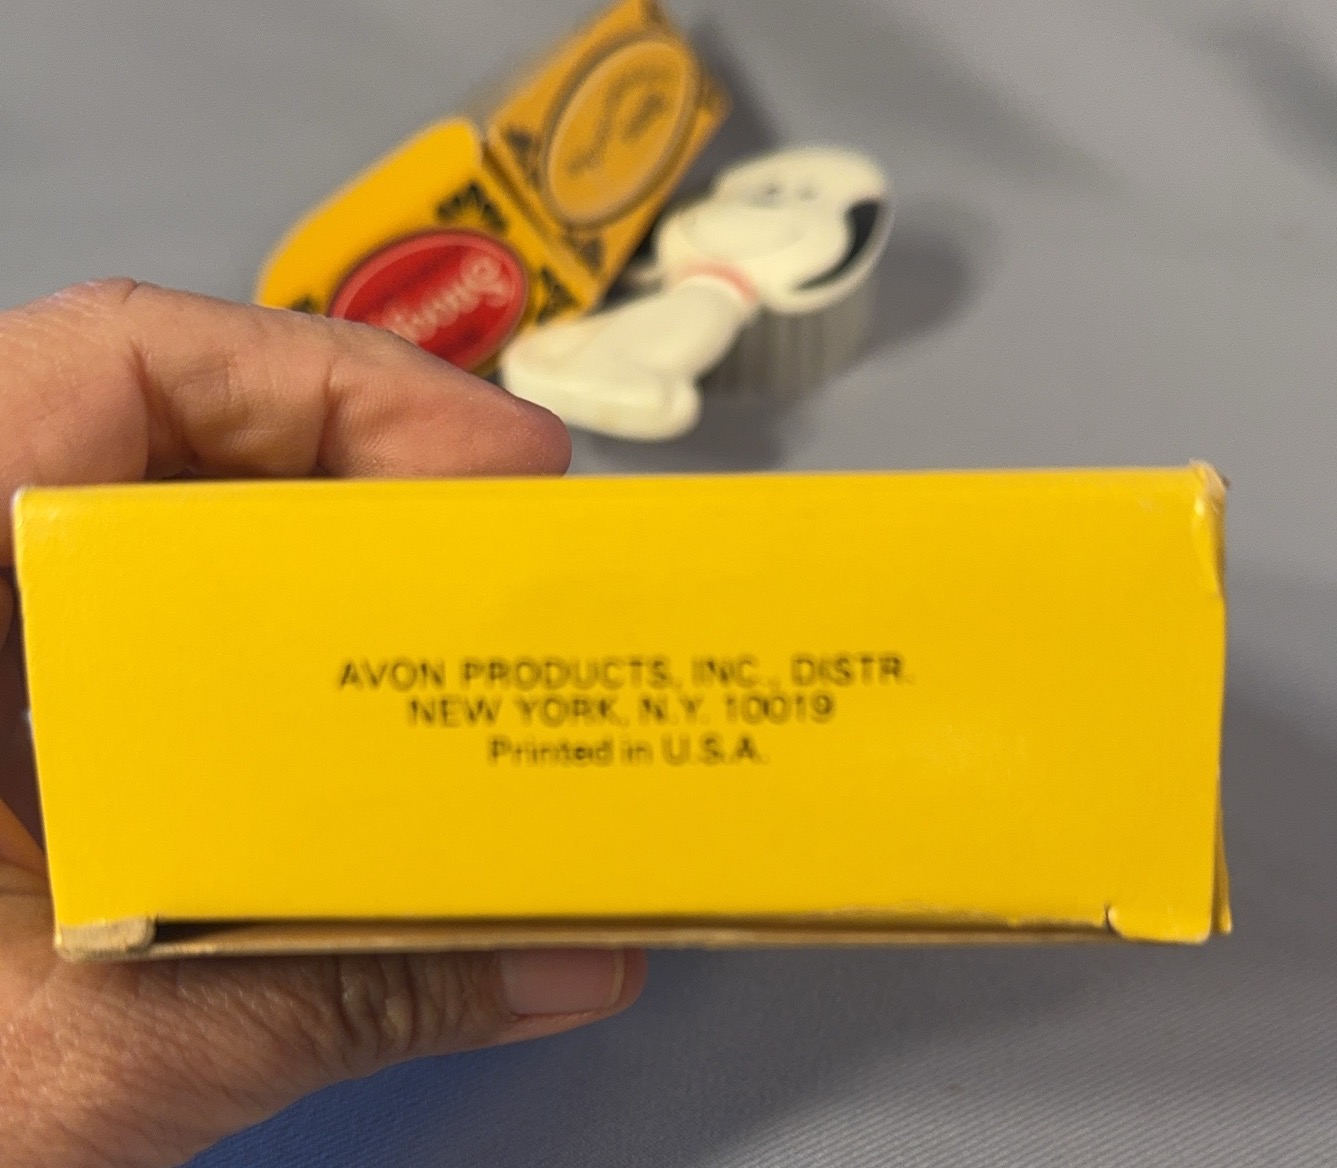 AVON PRODUCTS, INC., DISTR.
NEW YORK, N.Y. 10019
Printed in U.S.A.